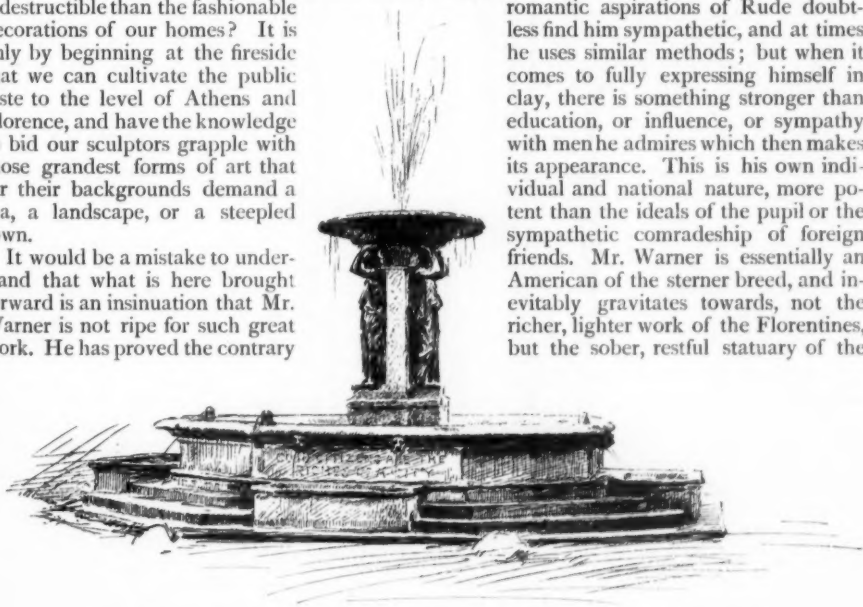 destructible than the fashionable
ecorations of our homes? It is
nly by beginning at the fireside
at we can cultivate the public
ste to the level of Athens and
lorence, and have the knowledge
bid our sculptors grapple with
ose grandest forms of art that
r their backgrounds demand a
a, a landscape, or a steepled
wn.
It would be a mistake to under-
and that what is here brought
rward is an insinuation that Mr.
arner is not ripe for such great
ork. He has proved the contrary
romantic aspirations of Rude doubt-
less find him sympathetic, and at times
he uses similar methods; but when it
comes to fully expressing himself in
clay, there is something stronger than
education, or influence, or sympathy
with men he admires which then makes
its appearance. This is his own indi-
vidual and national nature, more po-
tent than the ideals of the pupil or the
sympathetic comradeship of foreign
friends. Mr. Warner is essentially an
American of the sterner breed, and in-
evitably gravitates towards, not the
richer, lighter work of the Florentines,
but the sober, restful statuary of the
CITIZENS ARE THE
RICHES A CITY